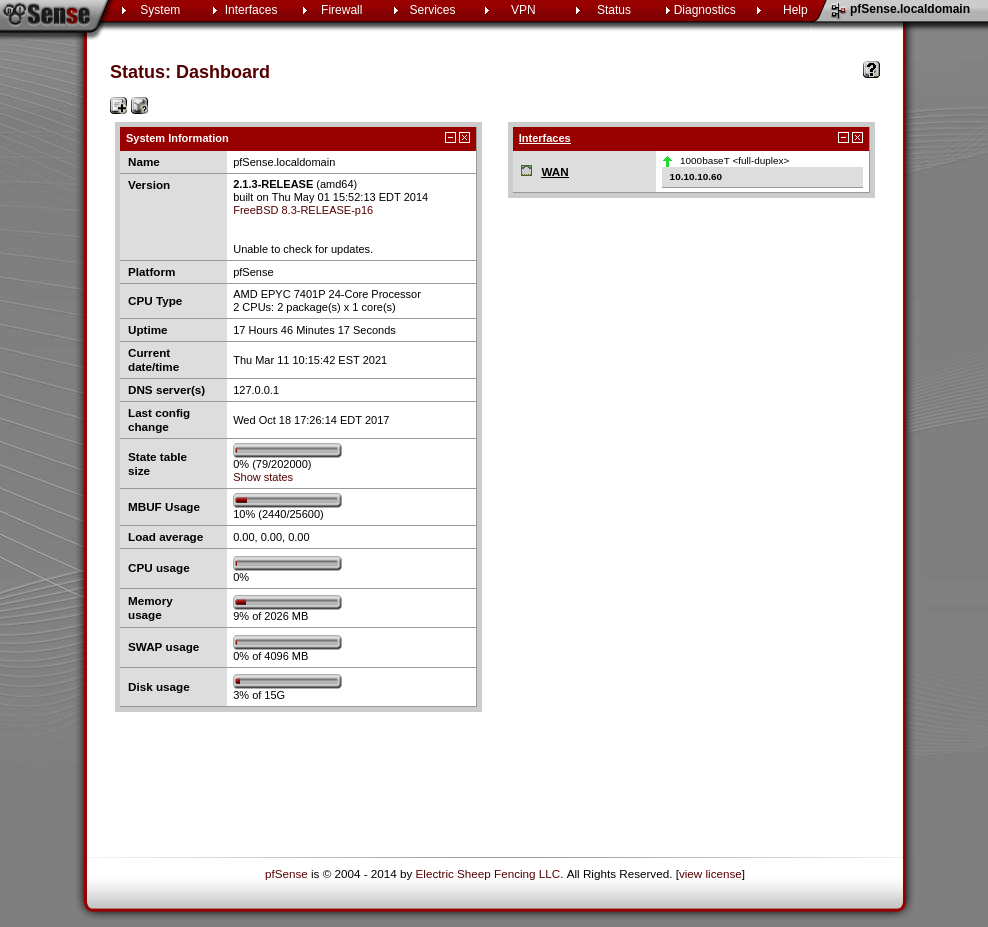 Sense
System Interfaces Firewall Services VPN Status Diagnostics Help pfSense.localdomain
Status: Dashboard
System Information
Name pfSense.localdomain
Version 2.1.3-RELEASE (amd64)
built on Thu May 01 15:52:13 EDT 2014
FreeBSD 8.3-RELEASE-p16
Unable to check for updates.
Platform pfSense
CPU Type AMD EPYC 7401P 24-Core Processor
2 CPUs: 2 package(s) x 1 core(s)
Uptime 17 Hours 46 Minutes 17 Seconds
Current
date/time Thu Mar 11 10:15:42 EST 2021
DNS server(s) 127.0.0.1
Last config
change Wed Oct 18 17:26:14 EDT 2017
State table
size 0% (79/202000)
Show states
MBUF Usage 10% (2440/25600)
Load average 0.00, 0.00, 0.00
CPU usage 0%
Memory
usage 9% of 2026 MB
SWAP usage 0% of 4096 MB
Disk usage 3% of 15G
Interfaces
WAN 1000baseT <full-duplex>
10.10.10.60
pfSense is © 2004 - 2014 by Electric Sheep Fencing LLC. All Rights Reserved. [view license]